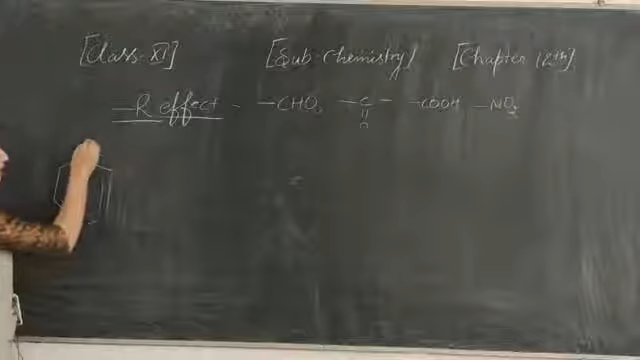 [Class-XI] [Sub-Chemistry] [Chapter 12th]
-R effect - -CHO, -C- -COOH -NO2
||
O